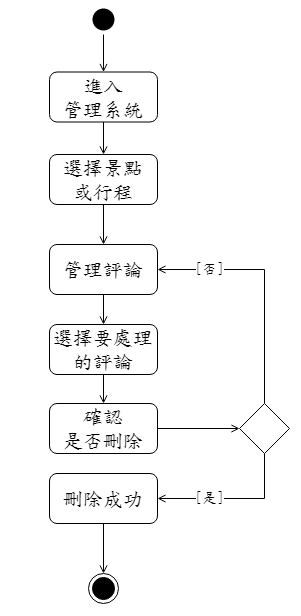 進入
管理系統
選擇景點
或行程
管理評論
[否]
選擇要處理
的評論
確認
是否刪除
刪除成功
[是]